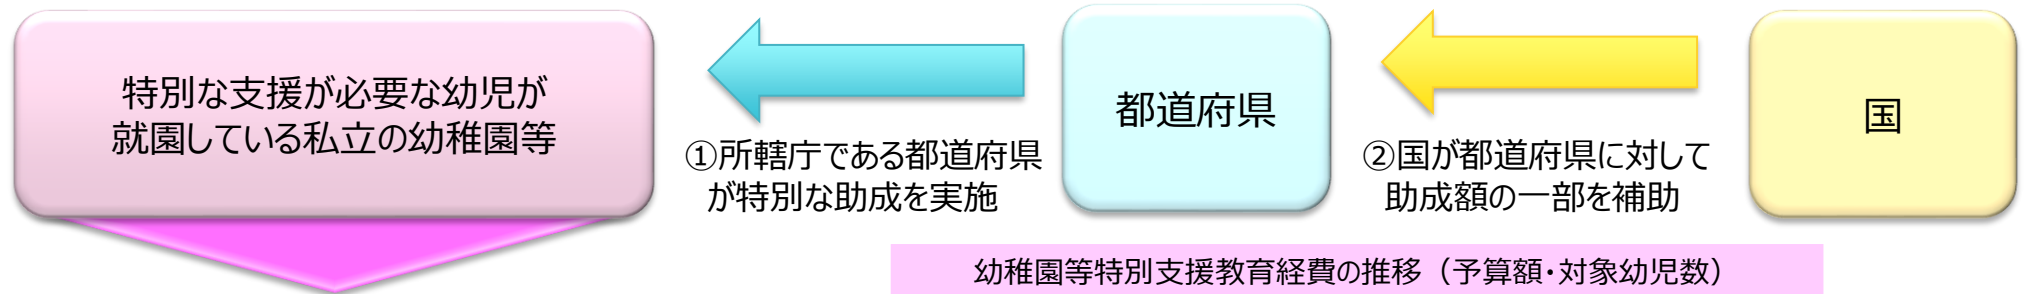 特別な支援が必要な幼児が
就園している私立の幼稚園等
①所轄庁である都道府県
が特別な助成を実施
都道府県
②国が都道府県に対して
助成額の一部を補助
国
幼稚園等特別支援教育経費の推移（予算額・対象幼児数）